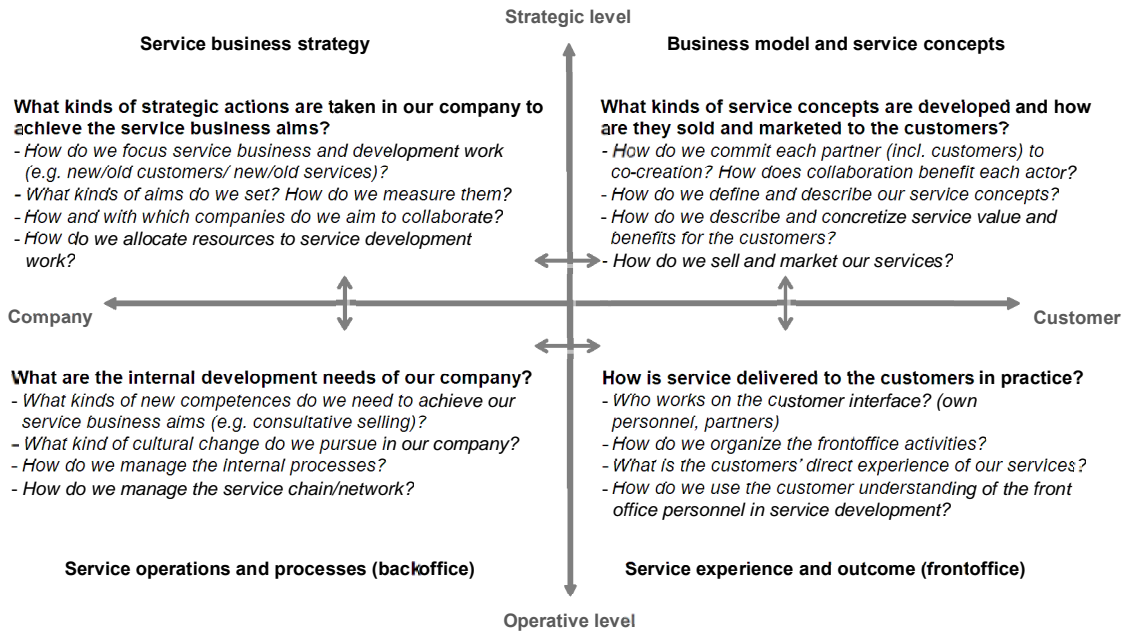 Strategic level
Service business strategy
Business model and service concepts
What kinds of strategic actions are taken in our company to
achieve the service business aims?
- How do we focus service business and development work
(e.g. new/old customers/ new/old services)?
- What kinds of aims do we set? How do we measure them?
- How and with which companies do we aim to collaborate?
- How do we allocate resources to service development
work?
What kinds of service concepts are developed and how
are they sold and marketed to the customers?
- How do we commit each partner (incl. customers) to
co-creation? How does collaboration benefit each actor?
- How do we define and describe our service concepts?
- How do we describe and concretize service value and
benefits for the customers?
- How do we sell and market our services?
Company
Customer
What are the internal development needs of our company?
- What kinds of new competences do we need to achieve our
service business aims (e.g. consultative selling)?
- What kind of cultural change do we pursue in our company?
- How do we manage the internal processes?
- How do we manage the service chain/network?
How is service delivered to the customers in practice?
- Who works on the customer interface? (own
personnel, partners)
- How do we organize the frontoffice activities?
- What is the customers' direct experience of our services?
- How do we use the customer understanding of the front
office personnel in service development?
Service operations and processes (backoffice)
Service experience and outcome (frontoffice)
Operative level